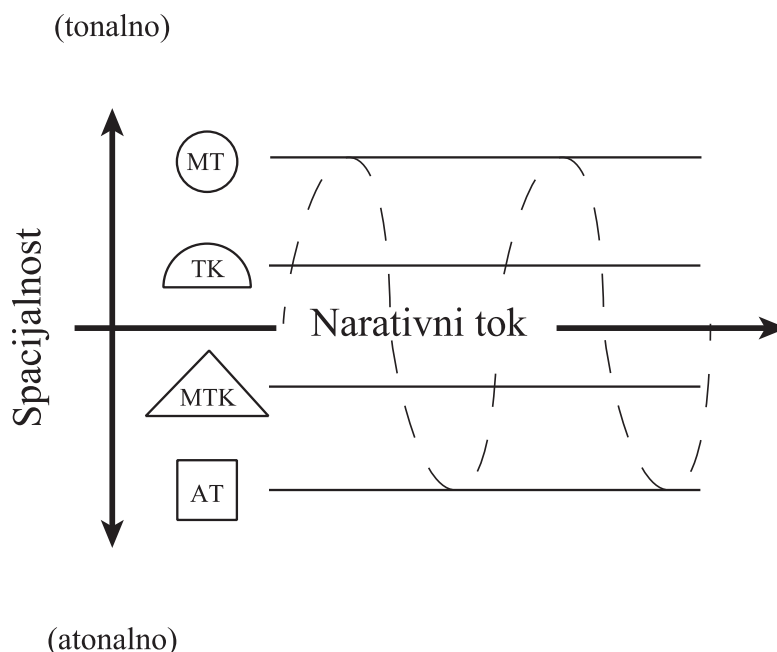 (tonalno)
MT
TK
Spacijalnost
Narativni tok
MTK
AT
(atonalno)